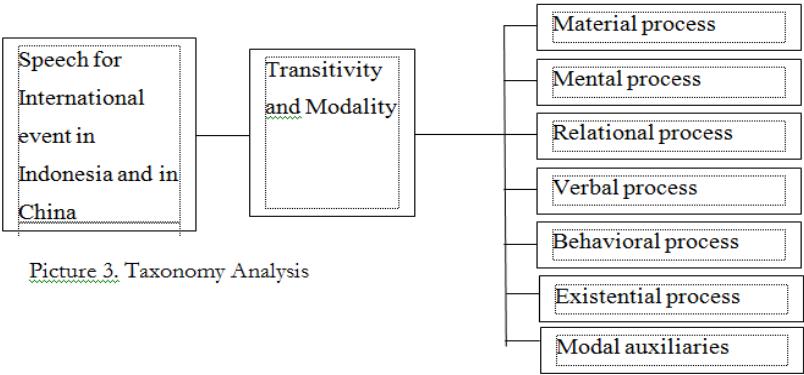 Speech for
International
event in
Indonesia and in
China
Transitivity
and Modality
Material process
Mental process
Relational process
Verbal process
Behavioral process
Existential process
Modal auxiliaries
Picture 3. Taxonomy Analysis